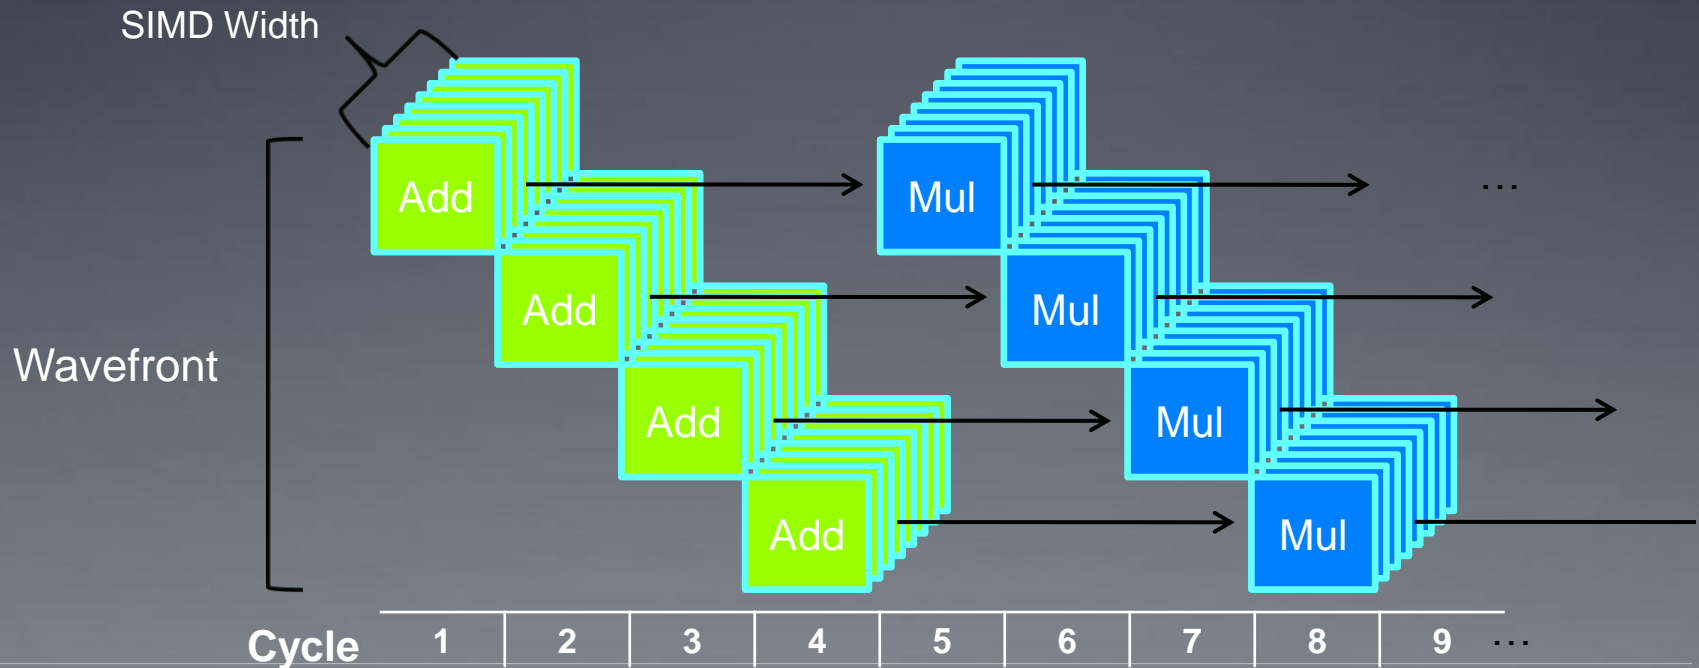 SIMD Width
Add Mul ...
Add Mul
Wavefront
Add Mul
Add Mul
Cycle 1 2 3 4 5 6 7 8 9 ...